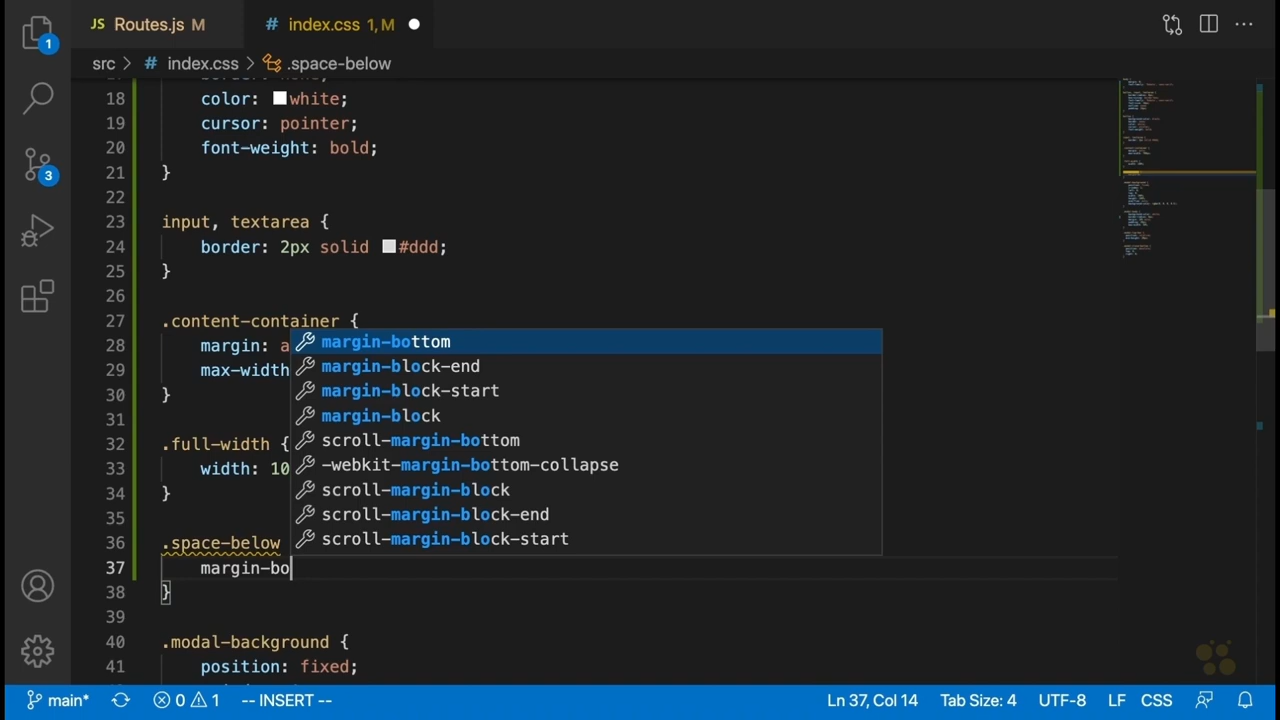 JS Routes.js M
# index.css 1, M
src > # index.css > .space-below
18 color: white;
19 cursor: pointer;
20 font-weight: bold;
21 }
22
23 input, textarea {
24 border: 2px solid #ddd;
25 }
26
27 .content-container {
28 margin: a
29 max-width
30 }
31
32 .full-width {
33 width: 10
34 }
35
36 .space-below
37 margin-bo
38 }
39
40 .modal-background {
41 position: fixed;
margin-bottom
margin-block-end
margin-block-start
margin-block
scroll-margin-bottom
-webkit-margin-bottom-collapse
scroll-margin-block
scroll-margin-block-end
scroll-margin-block-start
1
3
main* 0 1 -- INSERT -- Ln 37, Col 14 Tab Size: 4 UTF-8 LF CSS